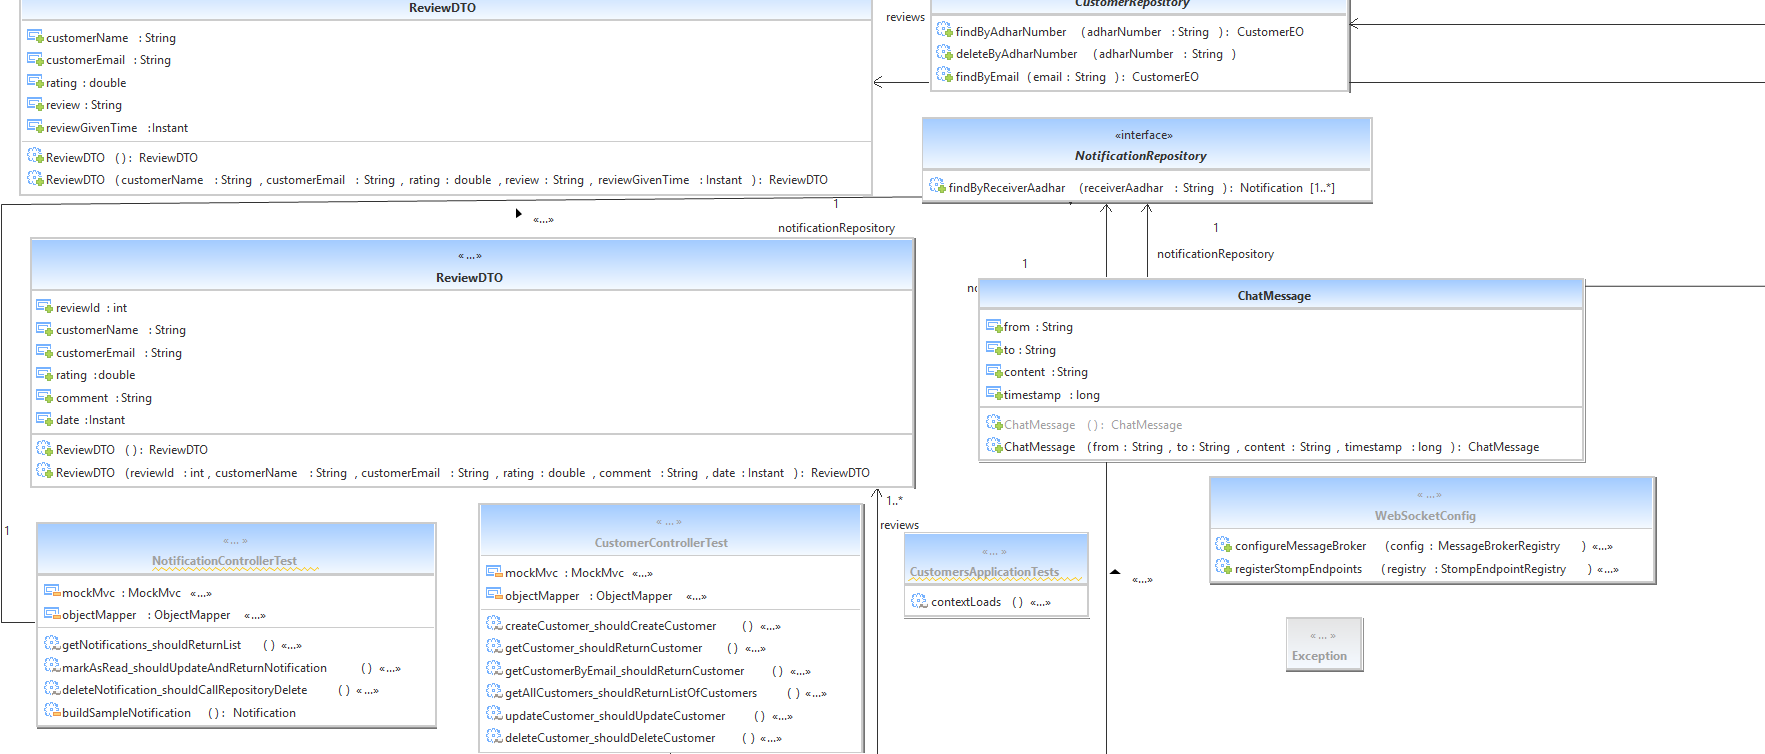 ReviewDTO
customerName : String
customerEmail : String
rating : double
review : String
reviewGivenTime :Instant
ReviewDTO (): ReviewDTO
ReviewDTO (customerName : String , customerEmail : String , rating : double , review : String , reviewGivenTime : Instant ): ReviewDTO
reviews
CustomerRepository
findByAdharNumber (adharNumber : String ): CustomerEO
deleteByAdharNumber (adharNumber : String )
findByEmail (email : String ): CustomerEO
«interface»
NotificationRepository
findByReceiverAadhar (receiverAadhar : String ): Notification [1..*]
«...»
1
notificationRepository
1
notificationRepository
1
«...»
ReviewDTO
reviewId : int
customerName : String
customerEmail : String
rating :double
comment :String
date :Instant
ReviewDTO (): ReviewDTO
ReviewDTO (reviewId : int , customerName : String , customerEmail : String , rating : double , comment : String , date : Instant ): ReviewDTO
ChatMessage
from : String
to : String
content : String
timestamp : long
ChatMessage (): ChatMessage
ChatMessage (from : String , to : String , content : String , timestamp : long ): ChatMessage
1..*
reviews
1
«...»
NotificationControllerTest
mockMvc : MockMvc «...»
objectMapper : ObjectMapper «...»
getNotifications_shouldReturnList () «...»
markAsRead_shouldUpdateAndReturnNotification () «...»
deleteNotification_shouldCallRepositoryDelete () «...»
buildSampleNotification (): Notification
«...»
CustomerControllerTest
mockMvc : MockMvc «...»
objectMapper : ObjectMapper «...»
createCustomer_shouldCreateCustomer () «...»
getCustomer_shouldReturnCustomer () «...»
getCustomerByEmail_shouldReturnCustomer () «...»
getAllCustomers_shouldReturnListOfCustomers () «...»
updateCustomer_shouldUpdateCustomer () «...»
deleteCustomer_shouldDeleteCustomer () «...»
«...»
CustomersApplicationTests
contextLoads () «...»
«...»
«...»
WebSocketConfig
configureMessageBroker (config : MessageBrokerRegistry ) «...»
registerStompEndpoints (registry : StompEndpointRegistry ) «...»
«...»
Exception